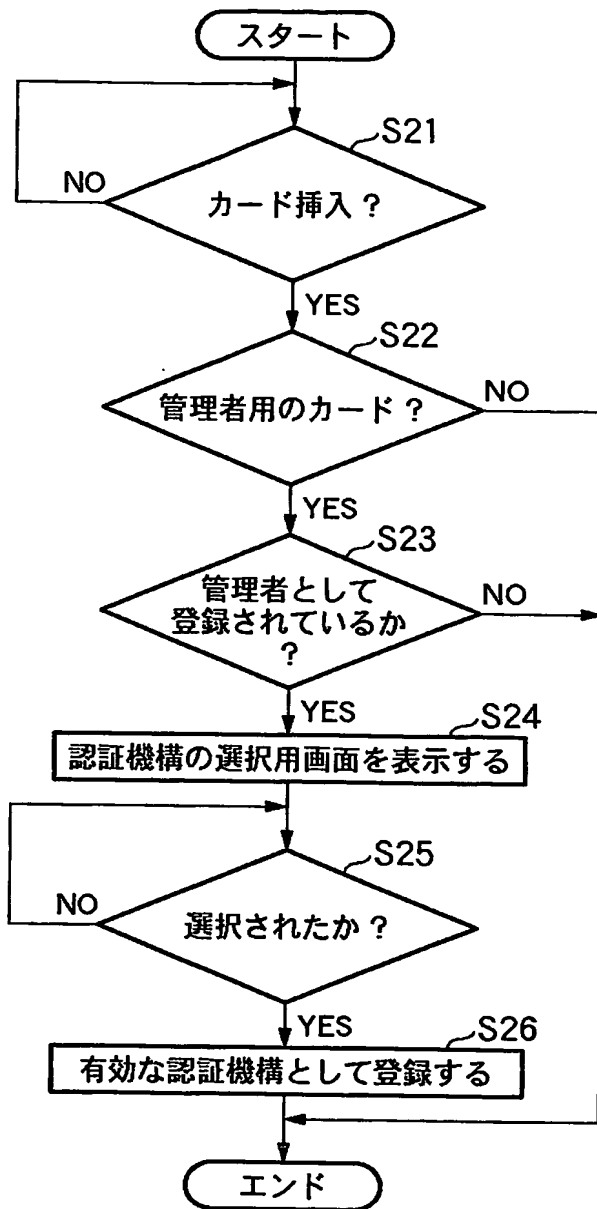 スタート
S21
NO
カード挿入？
YES
S22
管理者用のカード？
NO
YES
S23
管理者として
登録されているか
？
NO
YES
S24
認証機構の選択用画面を表示する
S25
NO
選択されたか？
YES
S26
有効な認証機構として登録する
エンド